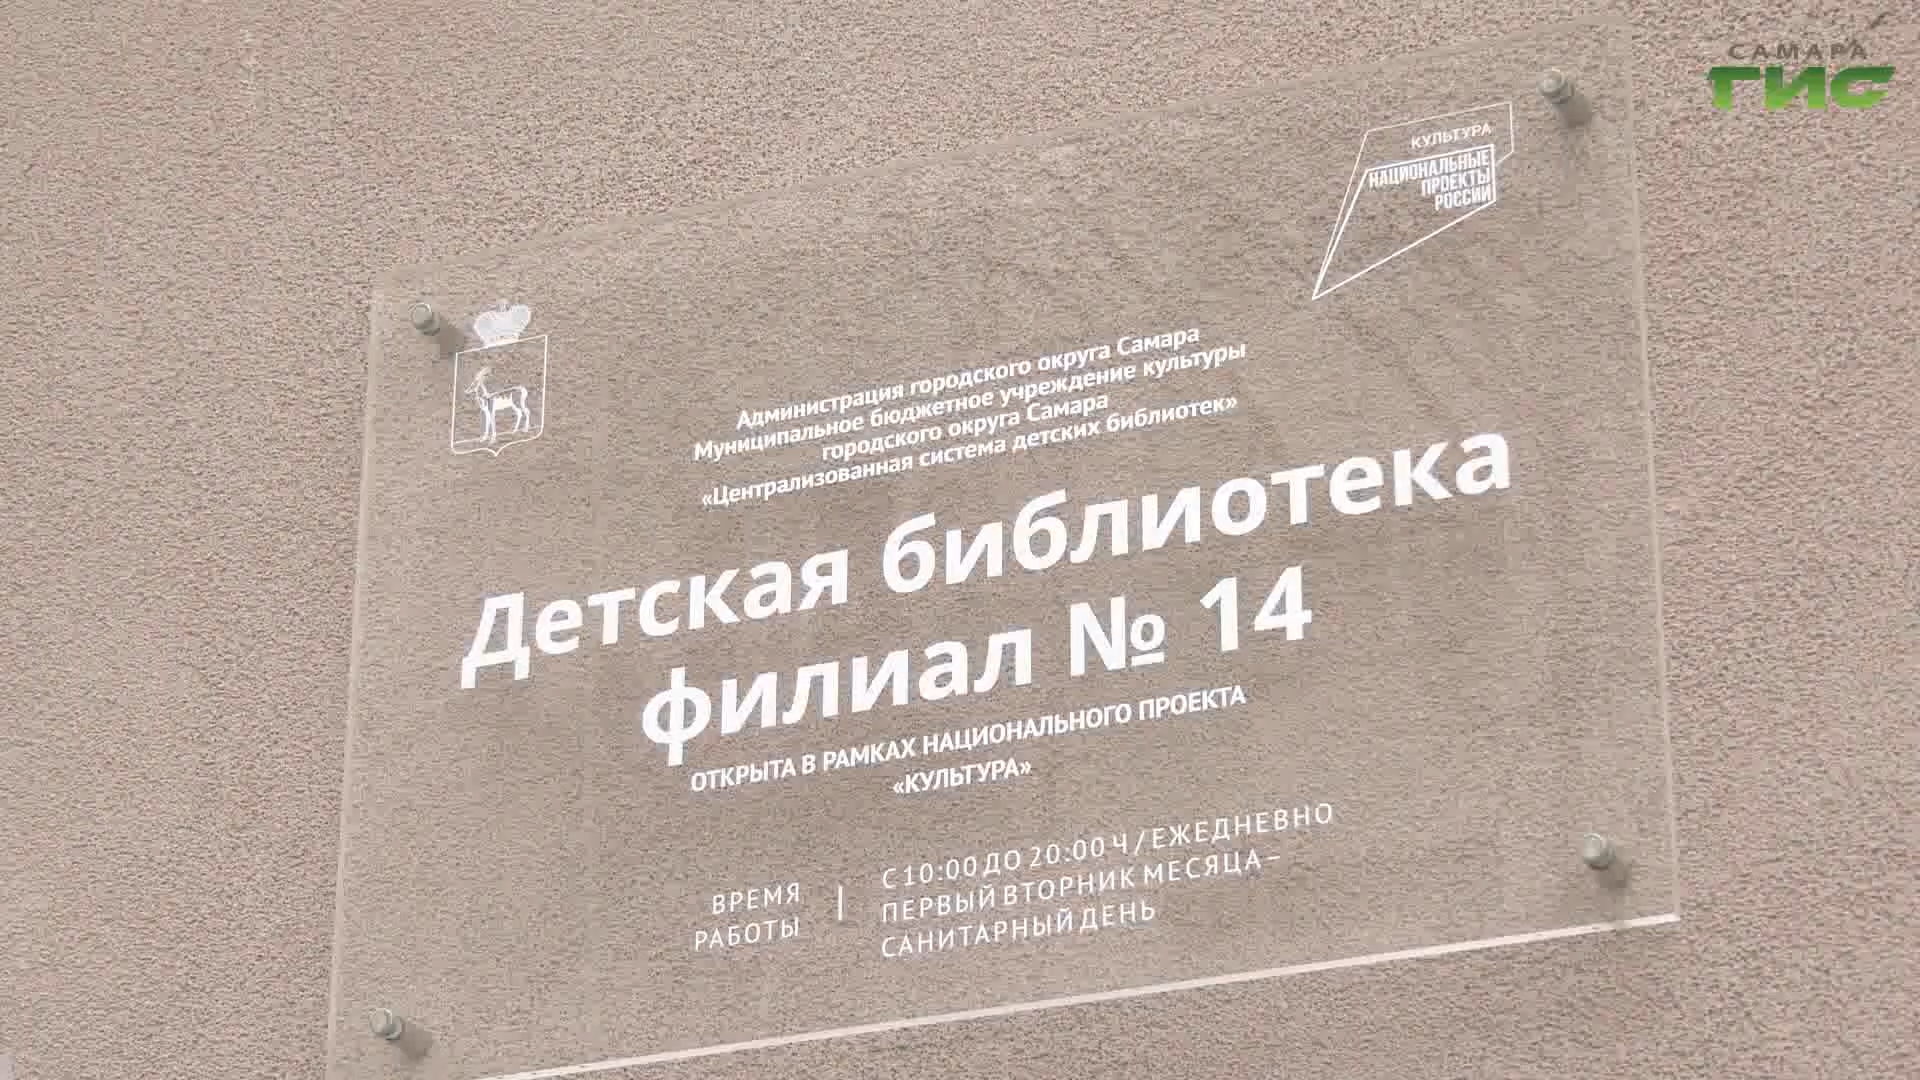 САМАРА
ГИС
КУЛЬТУРА
НАЦИОНАЛЬНЫЕ
ПРОЕКТЫ
РОССИИ
Администрация городского округа Самара
Муниципальное бюджетное учреждение культуры
городского округа Самара
«Централизованная система детских библиотек»
Детская библиотека
филиал № 14
ОТКРЫТА В РАМКАХ НАЦИОНАЛЬНОГО ПРОЕКТА
«КУЛЬТУРА»
ВРЕМЯ
РАБОТЫ
С 10:00 ДО 20:00 Ч / ЕЖЕДНЕВНО
ПЕРВЫЙ ВТОРНИК МЕСЯЦА –
САНИТАРНЫЙ ДЕНЬ